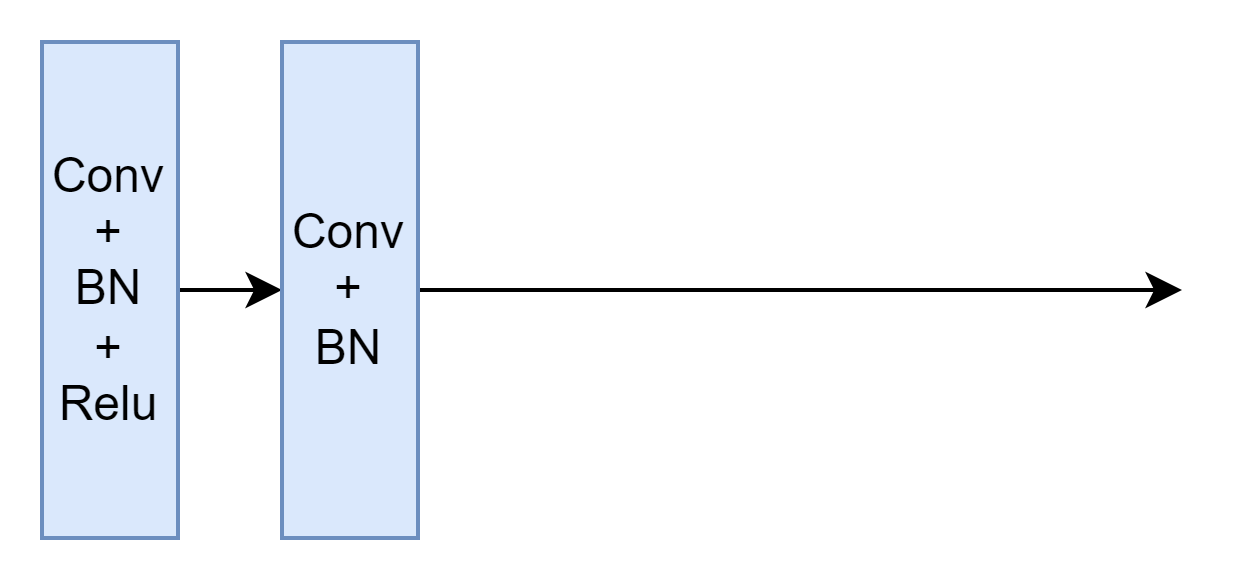 Conv
+
BN
+
Relu
Conv
+
BN